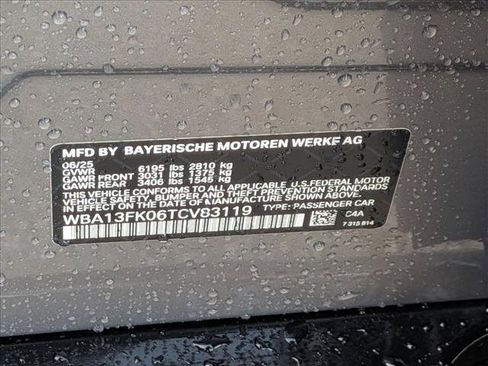 MFD BY BAYERISCHE MOTOREN WERKE AG
06/25
GVWR 6195 lbs 2810 kg
GAWR FRONT 3031 lbs 1375 kg
GAWR REAR 3406 lbs 1545 kg
THIS VEHICLE CONFORMS TO ALL APPLICABLE U.S.FEDERAL MOTOR
VEHICLE SAFETY, BUMPER AND THEFT PREVENTION STANDARDS
IN EFFECT ON THE DATE OF MANUFACTURE SHOWN ABOVE.
WBA13FK06TCV83119 TYPE: PASSENGER CAR
C4A
7 315 814